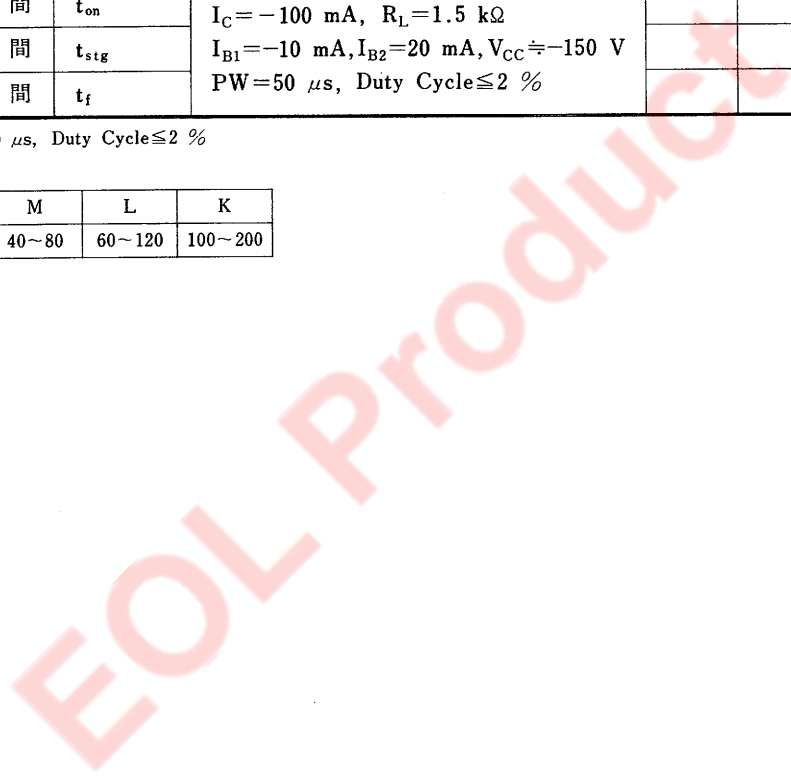 間 t_on
I_C=−100 mA, R_L=1.5 kΩ
間 t_stg
I_B1=−10 mA, I_B2=20 mA, V_CC≒−150 V
間 t_f
PW=50 μs, Duty Cycle≦2 %
μs, Duty Cycle≦2 %
M L K
40~80 60~120 100~200
EOL Product